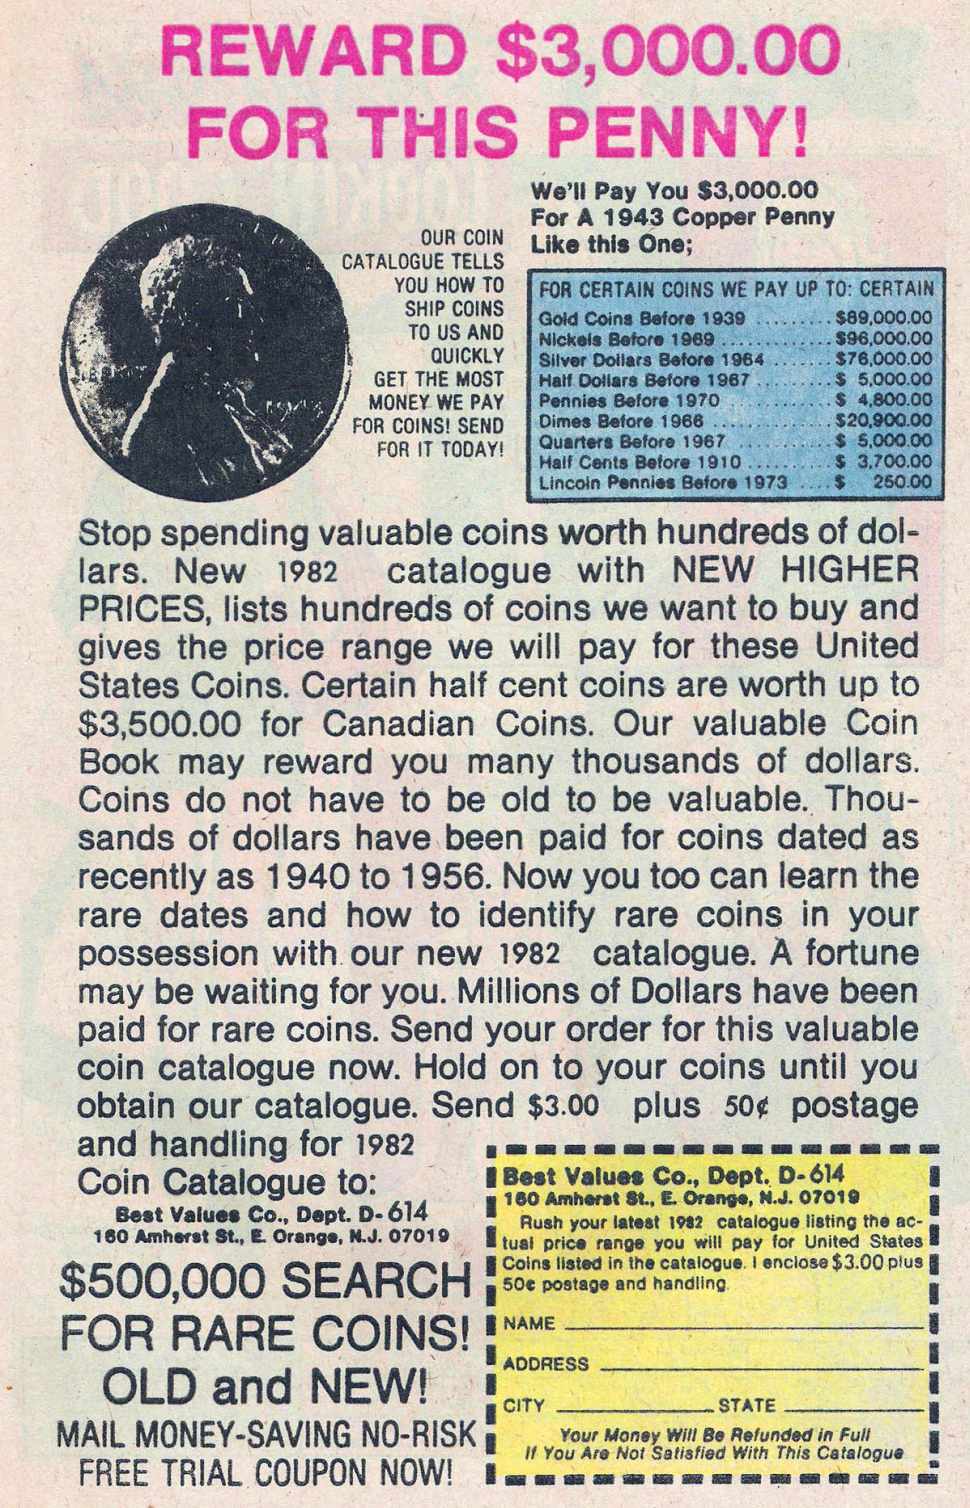 REWARD $3,000.00
FOR THIS PENNY!
OUR COIN
CATALOGUE TELLS
YOU HOW TO
SHIP COINS
TO US AND
QUICKLY
GET THE MOST
MONEY WE PAY
FOR COINS! SEND
FOR IT TODAY!
We'll Pay You $3,000.00
For A 1943 Copper Penny
Like this One;
FOR CERTAIN COINS WE PAY UP TO: CERTAIN
Gold Coins Before 1939 ........ $89,000.00
Nickels Before 1969 ............ $96,000.00
Silver Dollars Before 1964 ....... $76,000.00
Half Dollars Before 1967 ......... $ 5,000.00
Pennies Before 1970 ............ $ 4,800.00
Dimes Before 1966 .............. $20,900.00
Quarters Before 1967 ........... $ 5,000.00
Half Cents Before 1910 .......... $ 3,700.00
Lincoln Pennies Before 1973 .... $ 250.00
Stop spending valuable coins worth hundreds of dol-
lars. New 1982 catalogue with NEW HIGHER
PRICES, lists hundreds of coins we want to buy and
gives the price range we will pay for these United
States Coins. Certain half cent coins are worth up to
$3,500.00 for Canadian Coins. Our valuable Coin
Book may reward you many thousands of dollars.
Coins do not have to be old to be valuable. Thou-
sands of dollars have been paid for coins dated as
recently as 1940 to 1956. Now you too can learn the
rare dates and how to identify rare coins in your
possession with our new 1982 catalogue. A fortune
may be waiting for you. Millions of Dollars have been
paid for rare coins. Send your order for this valuable
coin catalogue now. Hold on to your coins until you
obtain our catalogue. Send $3.00 plus 50¢ postage
and handling for 1982
Coin Catalogue to:
Best Values Co., Dept. D-614
160 Amherst St., E. Orange, N.J. 07019
$500,000 SEARCH
FOR RARE COINS!
OLD and NEW!
MAIL MONEY-SAVING NO-RISK
FREE TRIAL COUPON NOW!
Best Values Co., Dept. D-614
160 Amherst St., E. Orange, N.J. 07019
Rush your latest 1982 catalogue listing the ac-
tual price range you will pay for United States
Coins listed in the catalogue. I enclose $3.00 plus
50¢ postage and handling.
NAME
ADDRESS
CITY STATE
Your Money Will Be Refunded in Full
If You Are Not Satisfied With This Catalogue